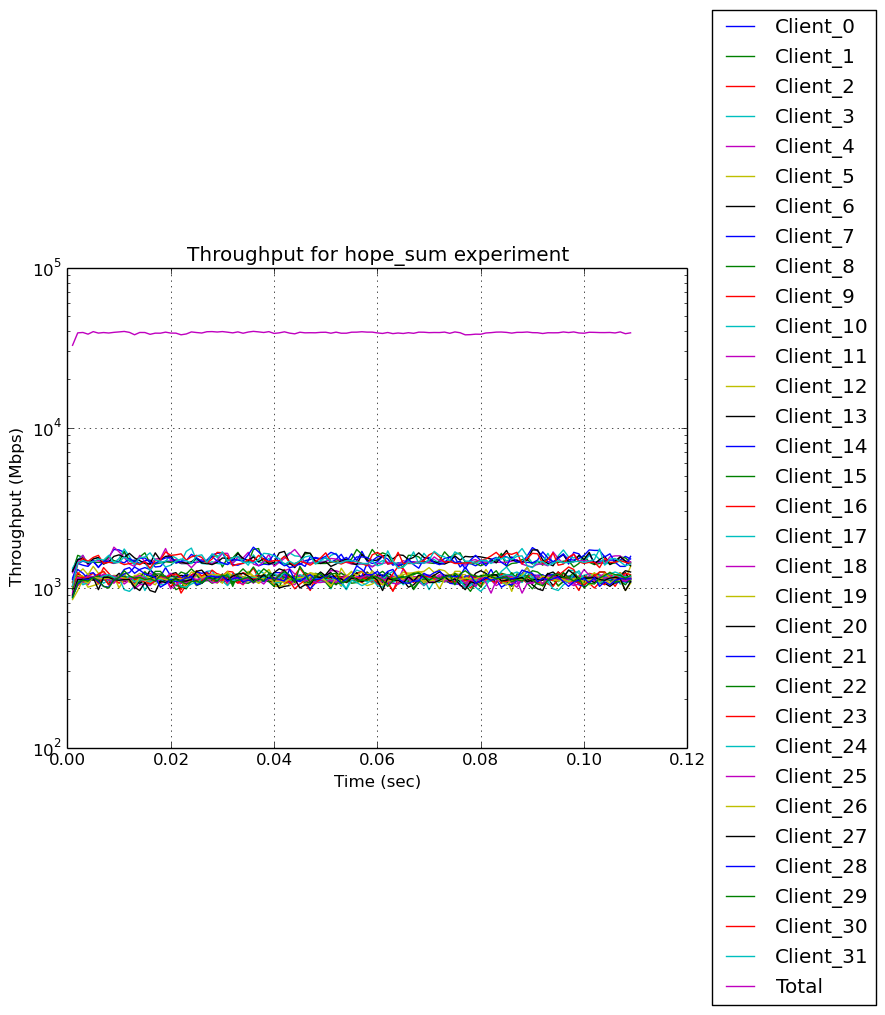 Throughput for hope_sum experiment
Throughput (Mbps)
10^5
10^4
10^3
10^2
0.00 0.02 0.04 0.06 0.08 0.10 0.12
Time (sec)
Client_0
Client_1
Client_2
Client_3
Client_4
Client_5
Client_6
Client_7
Client_8
Client_9
Client_10
Client_11
Client_12
Client_13
Client_14
Client_15
Client_16
Client_17
Client_18
Client_19
Client_20
Client_21
Client_22
Client_23
Client_24
Client_25
Client_26
Client_27
Client_28
Client_29
Client_30
Client_31
Total